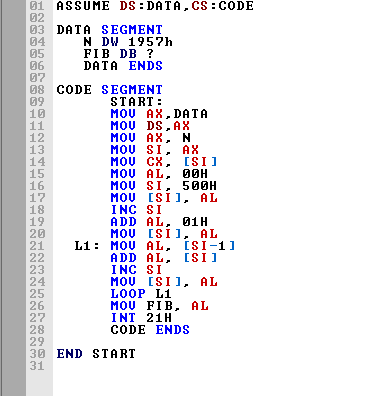 01 ASSUME DS:DATA,CS:CODE
02
03 DATA SEGMENT
04 N DW 1957h
05 FIB DB ?
06 DATA ENDS
07
08 CODE SEGMENT
09 START:
10 MOV AX,DATA
11 MOV DS,AX
12 MOV AX, N
13 MOV SI, AX
14 MOV CX, [SI]
15 MOV AL, 00H
16 MOV SI, 500H
17 MOV [SI], AL
18 INC SI
19 ADD AL, 01H
20 MOV [SI], AL
21 L1: MOV AL, [SI-1]
22 ADD AL, [SI]
23 INC SI
24 MOV [SI], AL
25 LOOP L1
26 MOV FIB, AL
27 INT 21H
28 CODE ENDS
29
30 END START
31